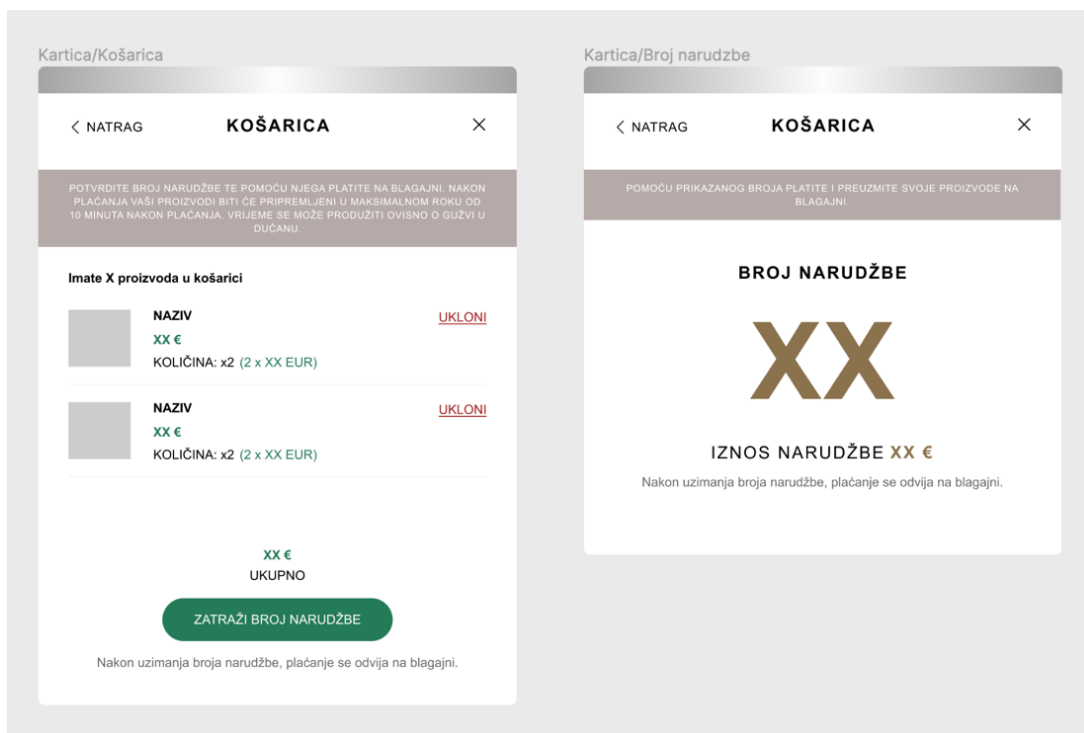 Kartica/Košarica
NATRAG
KOŠARICA
POTVRDITE BROJ NARUDŽBE TE POMOĆU NJEGA PLATITE NA BLAGAJNI. NAKON
PLAĆANJA VAŠI PROIZVODI BITI ĆE PRIPREMLJENI U MAKSIMALNOM ROKU OD
10 MINUTA NAKON PLAĆANJA. VRIJEME SE MOŽE PRODUŽITI OVISNO O GUŽVI U
DUĆANU.
Imate X proizvoda u košarici
NAZIV
UKLONI
XX €
KOLIČINA: x2 (2 x XX EUR)
NAZIV
UKLONI
XX €
KOLIČINA: x2 (2 x XX EUR)
XX €
UKUPNO
ZATRAŽI BROJ NARUDŽBE
Nakon uzimanja broja narudžbe, plaćanje se odvija na blagajni.
Kartica/Broj narudzbe
NATRAG
KOŠARICA
POMOĆU PRIKAZANOG BROJA PLATITE I PREUZMITE SVOJE PROIZVODE NA
BLAGAJNI.
BROJ NARUDŽBE
XX
IZNOS NARUDŽBE XX €
Nakon uzimanja broja narudžbe, plaćanje se odvija na blagajni.